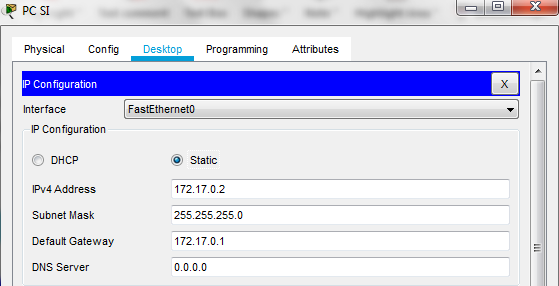 PC SI
Physical Config Desktop Programming Attributes
IP Configuration X
Interface FastEthernet0
IP Configuration
DHCP Static
IPv4 Address 172.17.0.2
Subnet Mask 255.255.255.0
Default Gateway 172.17.0.1
DNS Server 0.0.0.0